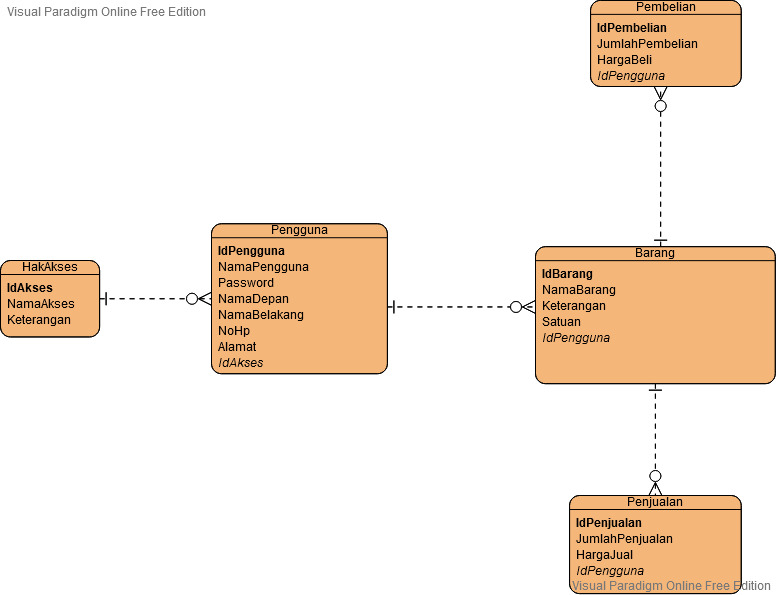 Visual Paradigm Online Free Edition
Pembelian
IdPembelian
JumlahPembelian
HargaBeli
IdPengguna
HakAkses
IdAkses
NamaAkses
Keterangan
Pengguna
IdPengguna
NamaPengguna
Password
NamaDepan
NamaBelakang
NoHp
Alamat
IdAkses
Barang
IdBarang
NamaBarang
Keterangan
Satuan
IdPengguna
Penjualan
IdPenjualan
JumlahPenjualan
HargaJual
IdPengguna
Visual Paradigm Online Free Edition